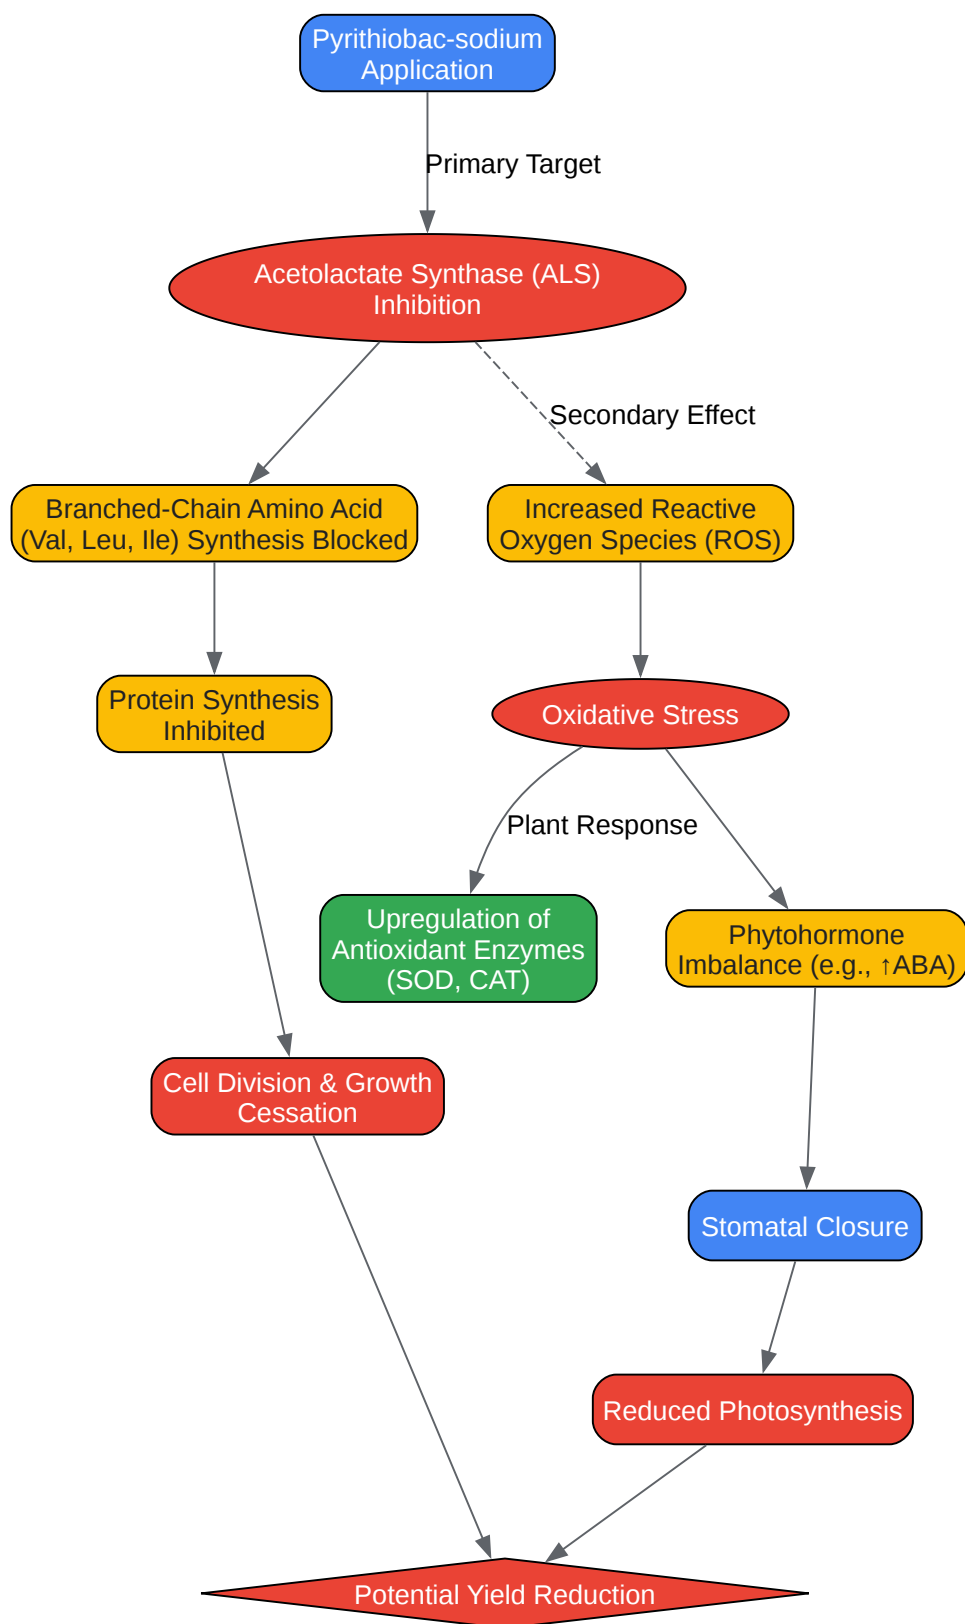 Pyrithiobac-sodium
Application
Primary Target
Acetolactate Synthase (ALS)
Inhibition
Secondary Effect
Branched-Chain Amino Acid
(Val, Leu, Ile) Synthesis Blocked
Increased Reactive
Oxygen Species (ROS)
Protein Synthesis
Inhibited
Oxidative Stress
Plant Response
Upregulation of
Antioxidant Enzymes
(SOD, CAT)
Phytohormone
Imbalance (e.g., ↑ABA)
Cell Division & Growth
Cessation
Stomatal Closure
Reduced Photosynthesis
Potential Yield Reduction